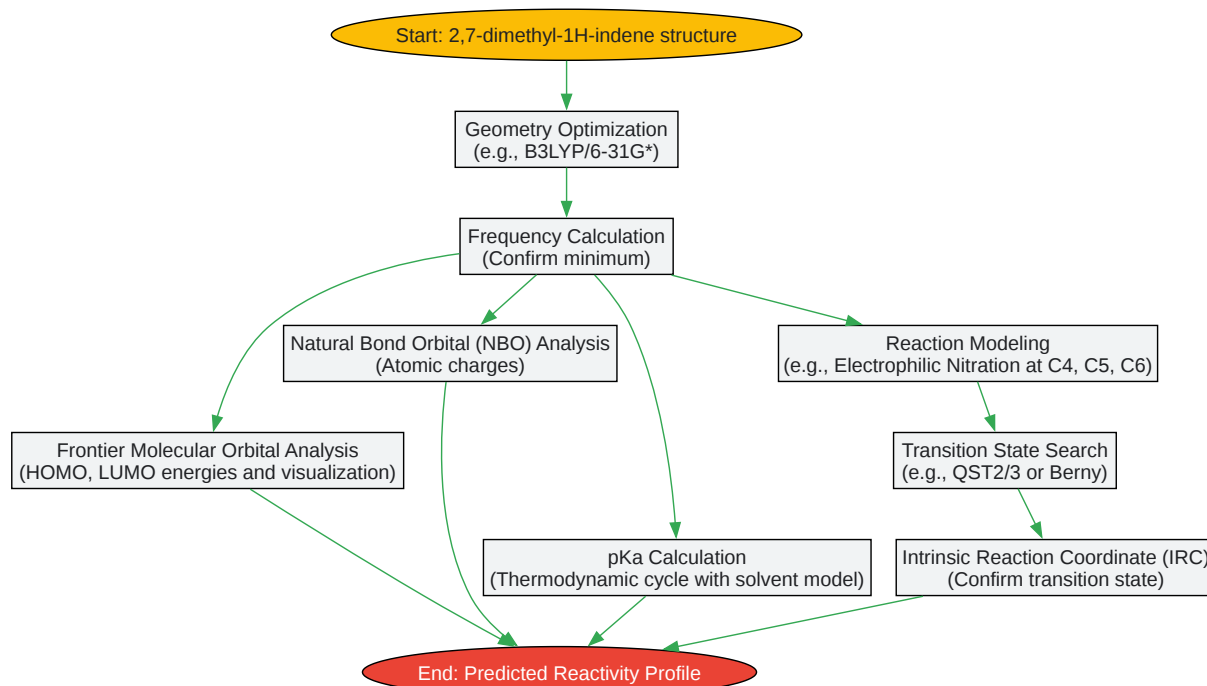 Start: 2,7-dimethyl-1H-indene structure
Geometry Optimization
(e.g., B3LYP/6-31G*)
Frequency Calculation
(Confirm minimum)
Natural Bond Orbital (NBO) Analysis
(Atomic charges)
Reaction Modeling
(e.g., Electrophilic Nitration at C4, C5, C6)
Frontier Molecular Orbital Analysis
(HOMO, LUMO energies and visualization)
Transition State Search
(e.g., QST2/3 or Berny)
pKa Calculation
(Thermodynamic cycle with solvent model)
Intrinsic Reaction Coordinate (IRC)
(Confirm transition state)
End: Predicted Reactivity Profile